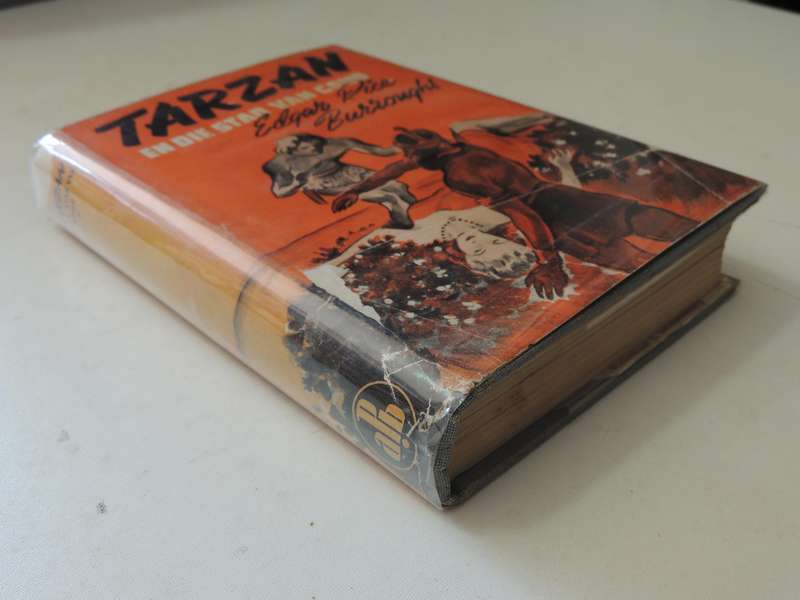 TARZAN
EN DIE STAD VAN GOUD
Edgar Rice
Burroughs